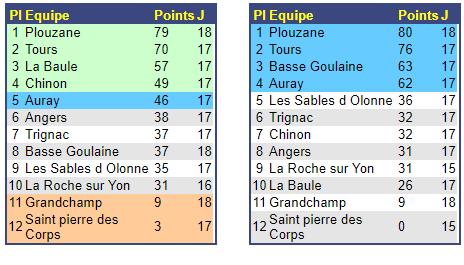 Pl Equipe Points J
1 Plouzane 79 18
2 Tours 70 17
3 La Baule 57 17
4 Chinon 49 17
5 Auray 46 17
6 Angers 38 17
7 Trignac 37 17
8 Basse Goulaine 37 18
9 Les Sables d Olonne 35 17
10 La Roche sur Yon 31 16
11 Grandchamp 9 18
12 Saint pierre des
Corps 3 17
Pl Equipe Points J
1 Plouzane 80 18
2 Tours 76 17
3 Basse Goulaine 63 17
4 Auray 62 17
5 Les Sables d Olonne 36 17
6 Trignac 32 17
7 Chinon 32 17
8 Angers 31 17
9 La Roche sur Yon 31 15
10 La Baule 26 17
11 Grandchamp 9 18
12 Saint pierre des
Corps 0 15